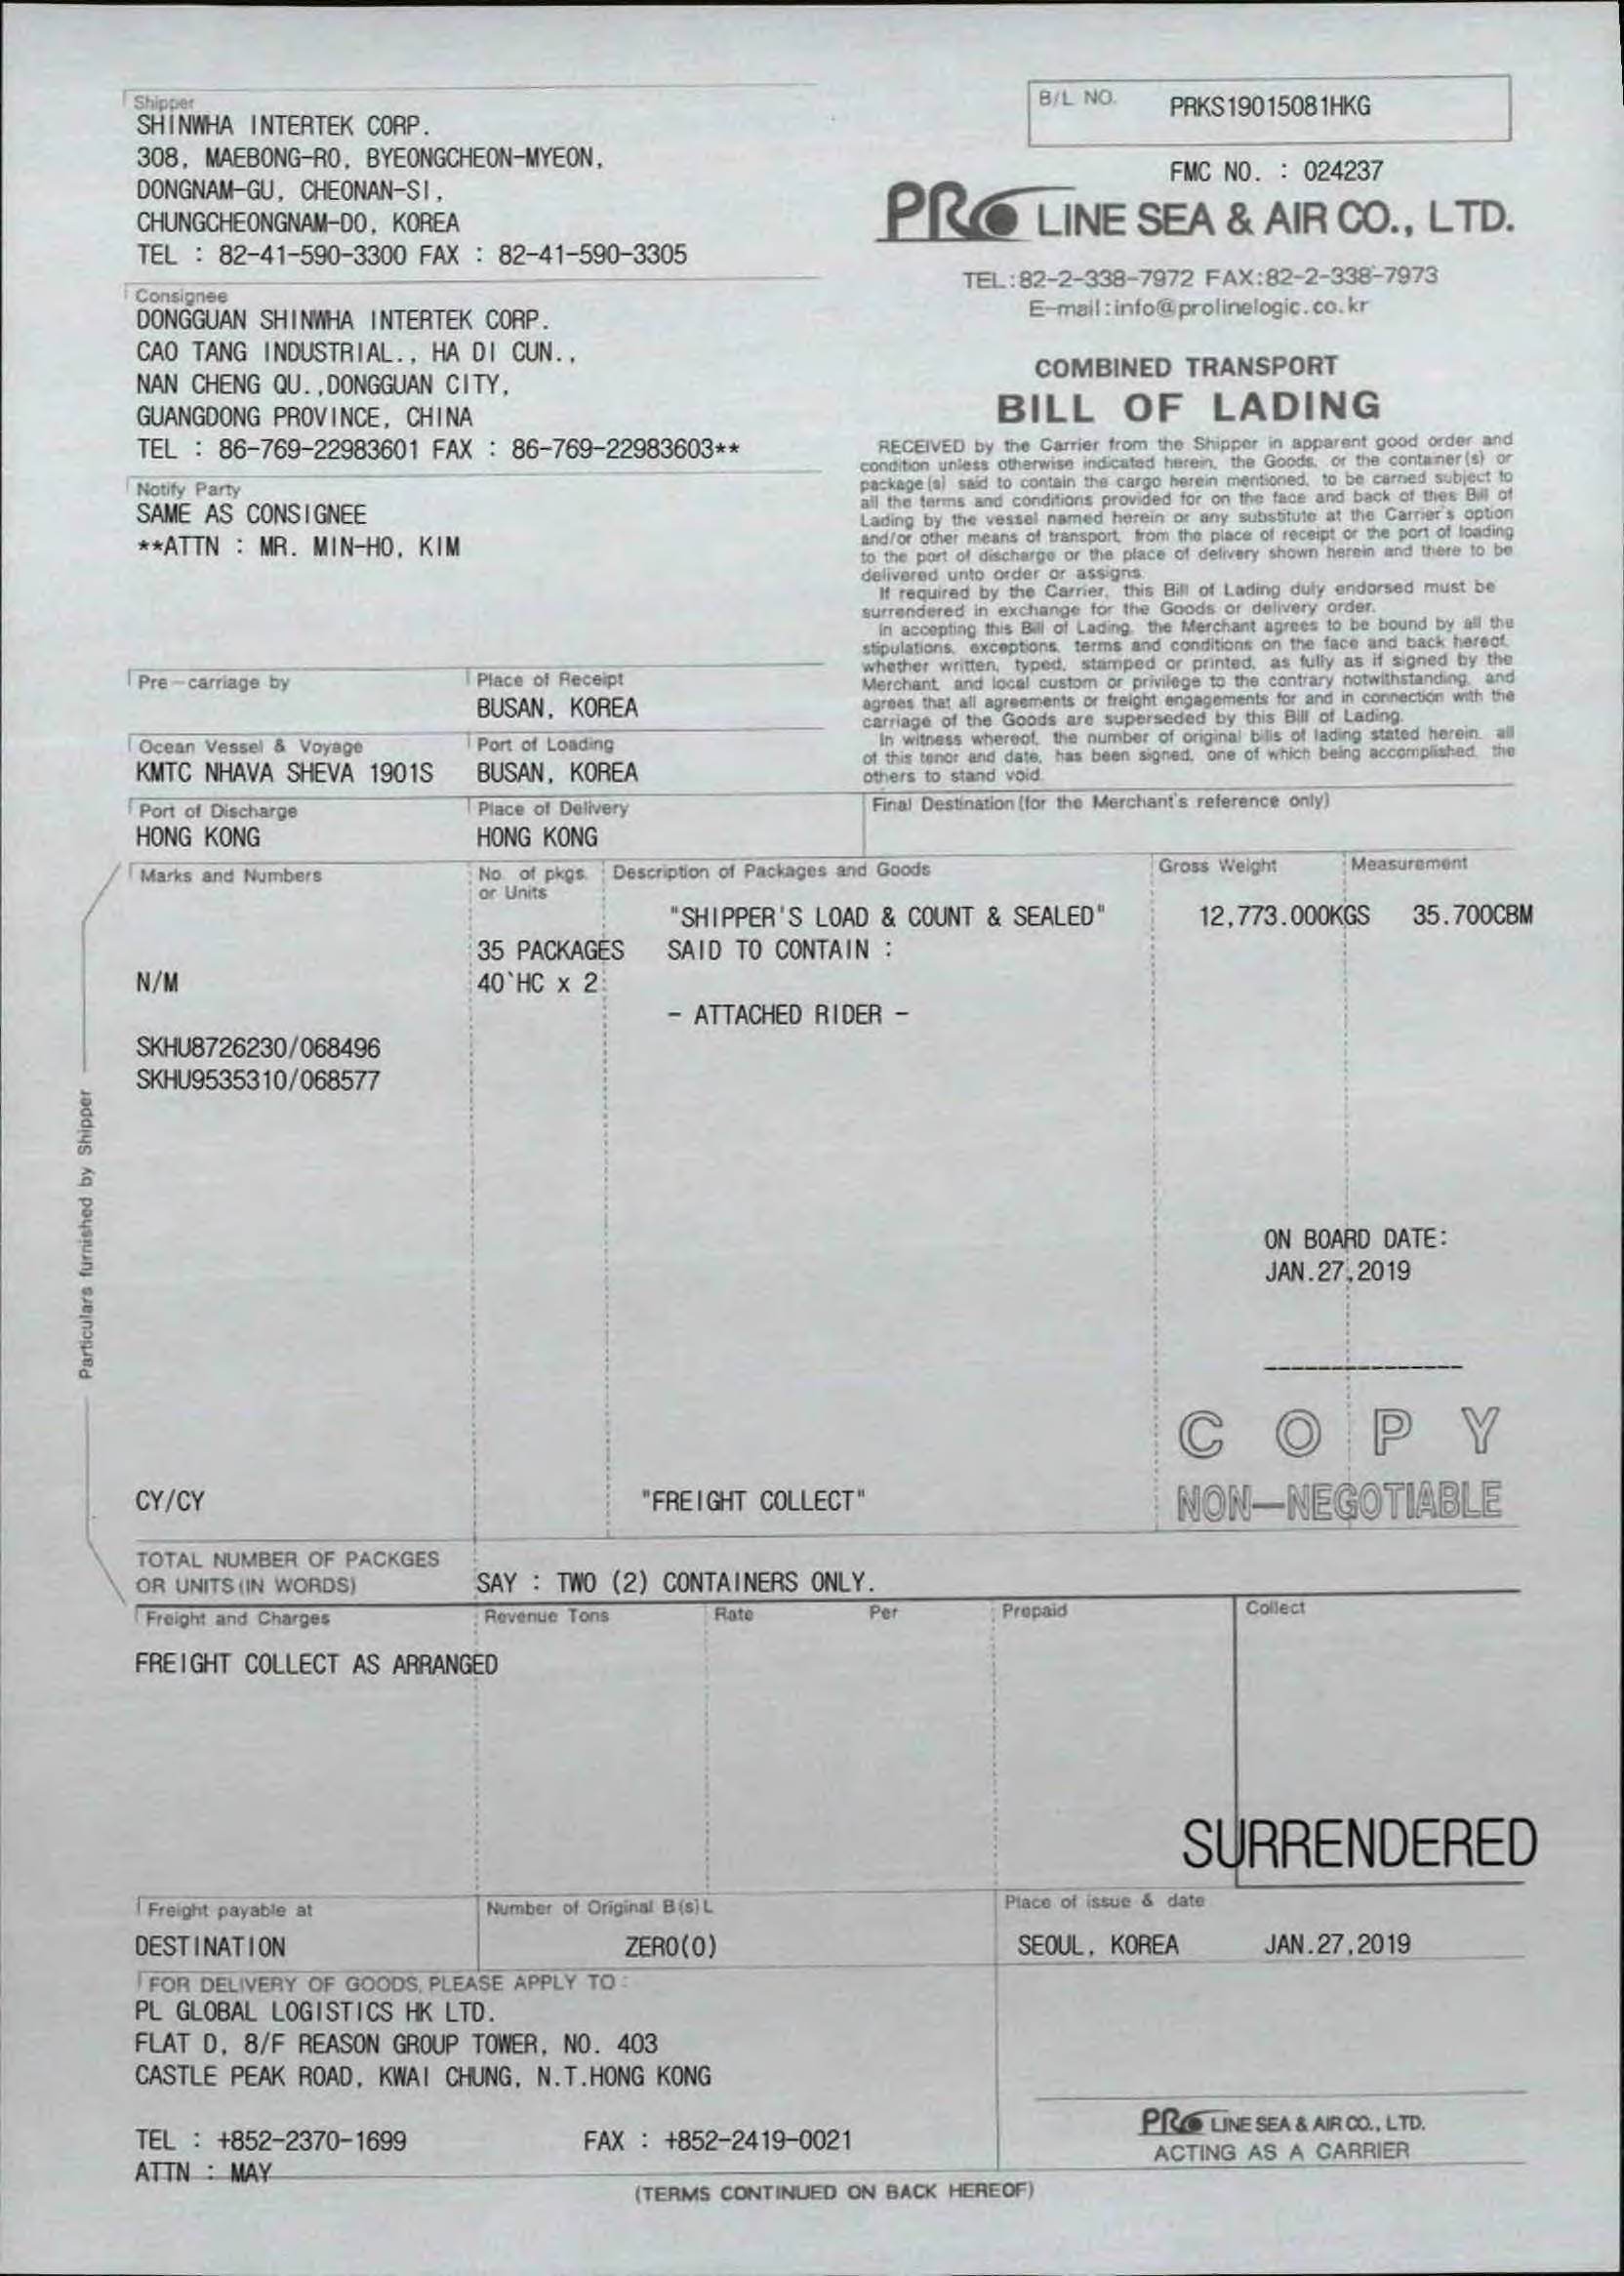 Shipper
SHINWHA INTERTEK CORP.
308, MAEBONG-RO, BYEONGCHEON-MYEON,
DONGNAM-GU, CHEONAN-SI,
CHUNGCHEONGNAM-DO, KOREA
TEL : 82-41-590-3300 FAX : 82-41-590-3305
B/L NO. PRKS19015081HKG
FMC NO. : 024237
PRO LINE SEA & AIR CO., LTD.
TEL:82-2-338-7972 FAX:82-2-338-7973
E-mail:info@prolinelogic.co.kr
Consignee
DONGGUAN SHINWHA INTERTEK CORP.
CAO TANG INDUSTRIAL., HA DI CUN.,
NAN CHENG QU.,DONGGUAN CITY,
GUANGDONG PROVINCE, CHINA
TEL : 86-769-22983601 FAX : 86-769-22983603**
COMBINED TRANSPORT
BILL OF LADING
RECEIVED by the Carrier from the Shipper in apparent good order and
condition unless otherwise indicated herein, the Goods, or the container(s) or
package(s) said to contain the cargo herein mentioned, to be carried subject to
all the terms and conditions provided for on the face and back of thes Bill of
Lading by the vessel named herein or any substitute at the Carrier's option
and/or other means of transport, from the place of receipt or the port of loading
to the port of discharge or the place of delivery shown herein and there to be
delivered unto order or assigns.
If required by the Carrier, this Bill of Lading duly endorsed must be
surrendered in exchange for the Goods or delivery order.
In accepting this Bill of Lading, the Merchant agrees to be bound by all the
stipulations, exceptions, terms and conditions on the face and back hereof,
whether written, typed, stamped or printed, as fully as if signed by the
Merchant, and local custom or privilege to the contrary notwithstanding, and
agrees that all agreements or freight engagements for and in connection with the
carriage of the Goods are superseded by this Bill of Lading.
In witness whereof, the number of original bills of lading stated herein, all
of this tenor and date, has been signed, one of which being accomplished, the
others to stand void.
Notify Party
SAME AS CONSIGNEE
**ATTN : MR. MIN-HO, KIM
Pre-carriage by
Place of Receipt
BUSAN, KOREA
Ocean Vessel & Voyage
KMTC NHAVA SHEVA 1901S
Port of Loading
BUSAN, KOREA
Port of Discharge
HONG KONG
Place of Delivery
HONG KONG
Final Destination(for the Merchant's reference only)
Particulars furnished by Shipper
Marks and Numbers
No. of pkgs.
or Units
Description of Packages and Goods
Gross Weight
Measurement
"SHIPPER'S LOAD & COUNT & SEALED" 12,773.000KGS 35.700CBM
35 PACKAGES SAID TO CONTAIN :
N/M 40`HC x 2
- ATTACHED RIDER -
SKHU8726230/068496
SKHU9535310/068577
ON BOARD DATE:
JAN.27,2019
COPY
CY/CY "FREIGHT COLLECT" NON-NEGOTIABLE
TOTAL NUMBER OF PACKGES
OR UNITS(IN WORDS)
SAY : TWO (2) CONTAINERS ONLY.
Freight and Charges Revenue Tons Rate Per Prepaid Collect
FREIGHT COLLECT AS ARRANGED
SURRENDERED
Freight payable at
DESTINATION
Number of Original B(s)L
ZERO(0)
Place of issue & date
SEOUL, KOREA JAN.27,2019
FOR DELIVERY OF GOODS, PLEASE APPLY TO :
PL GLOBAL LOGISTICS HK LTD.
FLAT D, 8/F REASON GROUP TOWER, NO. 403
CASTLE PEAK ROAD, KWAI CHUNG, N.T.HONG KONG
TEL : +852-2370-1699 FAX : +852-2419-0021
ATTN : MAY
PRO LINE SEA & AIR CO., LTD.
ACTING AS A CARRIER
(TERMS CONTINUED ON BACK HEREOF)